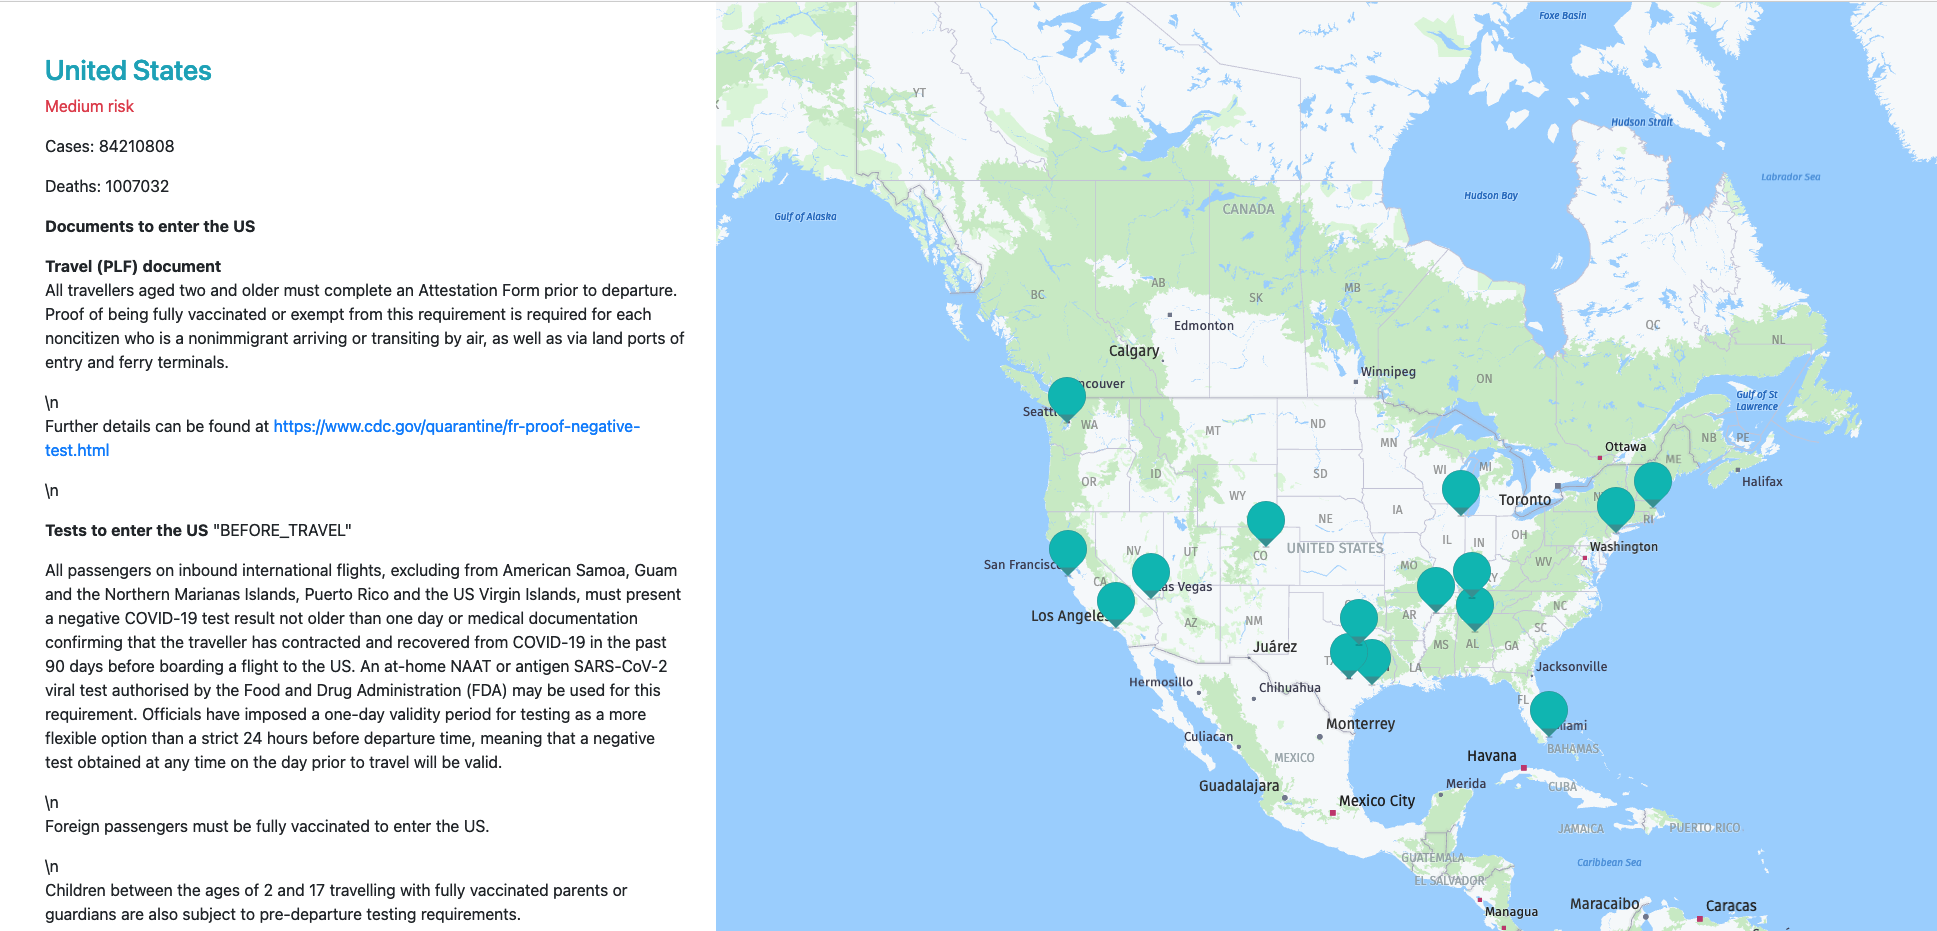 United States
Medium risk
Cases: 84210808
Deaths: 1007032
Documents to enter the US
Travel (PLF) document
All travellers aged two and older must complete an Attestation Form prior to departure.
Proof of being fully vaccinated or exempt from this requirement is required for each
noncitizen who is a nonimmigrant arriving or transiting by air, as well as via land ports of
entry and ferry terminals.
\n
Further details can be found at https://www.cdc.gov/quarantine/fr-proof-negative-
test.html
\n
Tests to enter the US "BEFORE_TRAVEL"
All passengers on inbound international flights, excluding from American Samoa, Guam
and the Northern Marianas Islands, Puerto Rico and the US Virgin Islands, must present
a negative COVID-19 test result not older than one day or medical documentation
confirming that the traveller has contracted and recovered from COVID-19 in the past
90 days before boarding a flight to the US. An at-home NAAT or antigen SARS-CoV-2
viral test authorised by the Food and Drug Administration (FDA) may be used for this
requirement. Officials have imposed a one-day validity period for testing as a more
flexible option than a strict 24 hours before departure time, meaning that a negative
test obtained at any time on the day prior to travel will be valid.
\n
Foreign passengers must be fully vaccinated to enter the US.
\n
Children between the ages of 2 and 17 travelling with fully vaccinated parents or
guardians are also subject to pre-departure testing requirements.
Foxe Basin
YT
Hudson Strait
Labrador Sea
Hudson Bay
CANADA
Gulf of Alaska
AB
BC
SK
MB
QC
NL
Edmonton
Calgary
Winnipeg
ON
ncouver
Gulf of St
Lawrence
Seattl
WA
MT
ND
MN
NB
PE
Ottawa
ME
WI
MI
ID
SD
OR
Halifax
WY
Toronto
IA
NE
RI
OH
IL
IN
UNITED STATES
Washington
NV
UT
CO
San Francisc
MO
WV
CA
as Vegas
KY
NC
Los Angele
AR
AZ
NM
SC
Juárez
MS
AL
GA
LA
Jacksonville
Hermosillo
Chihuahua
FL
Monterrey
iami
Culiacan
BAHAMAS
MEXICO
Havana
Guadalajara
Merida
CUBA
Mexico City
JAMAICA
PUERTO RICO
GUATEMALA
Caribbean Sea
EL SALVADOR
Managua
Maracaibo
Caracas